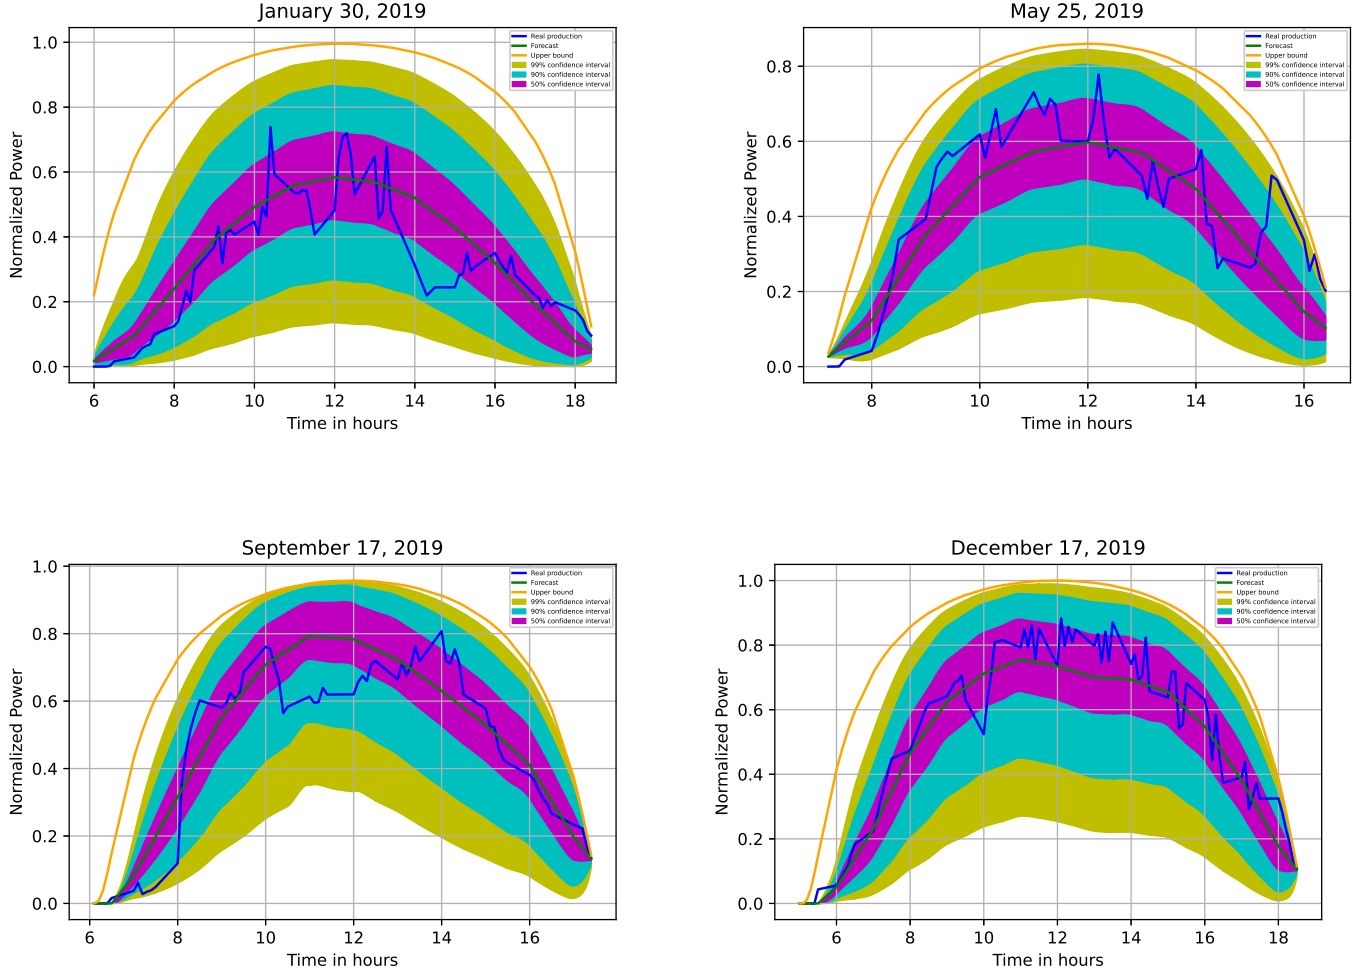 January 30, 2019
Real production
Forecast
Upper bound
99% confidence interval
90% confidence interval
50% confidence interval
1.0
0.8
0.6
0.4
0.2
0.0
Normalized Power
6 8 10 12 14 16 18
Time in hours
May 25, 2019
Real production
Forecast
Upper bound
99% confidence interval
90% confidence interval
50% confidence interval
0.8
0.6
0.4
0.2
0.0
Normalized Power
8 10 12 14 16
Time in hours
September 17, 2019
Real production
Forecast
Upper bound
99% confidence interval
90% confidence interval
50% confidence interval
1.0
0.8
0.6
0.4
0.2
0.0
Normalized Power
6 8 10 12 14 16
Time in hours
December 17, 2019
Real production
Forecast
Upper bound
99% confidence interval
90% confidence interval
50% confidence interval
1.0
0.8
0.6
0.4
0.2
0.0
Normalized Power
6 8 10 12 14 16 18
Time in hours